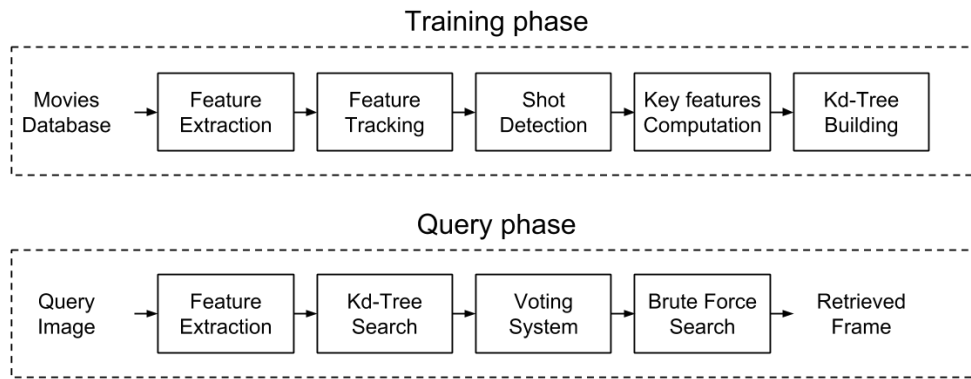 Training phase
Movies
Database
Feature
Extraction
Feature
Tracking
Shot
Detection
Key features
Computation
Kd-Tree
Building
Query phase
Query
Image
Feature
Extraction
Kd-Tree
Search
Voting
System
Brute Force
Search
Retrieved
Frame